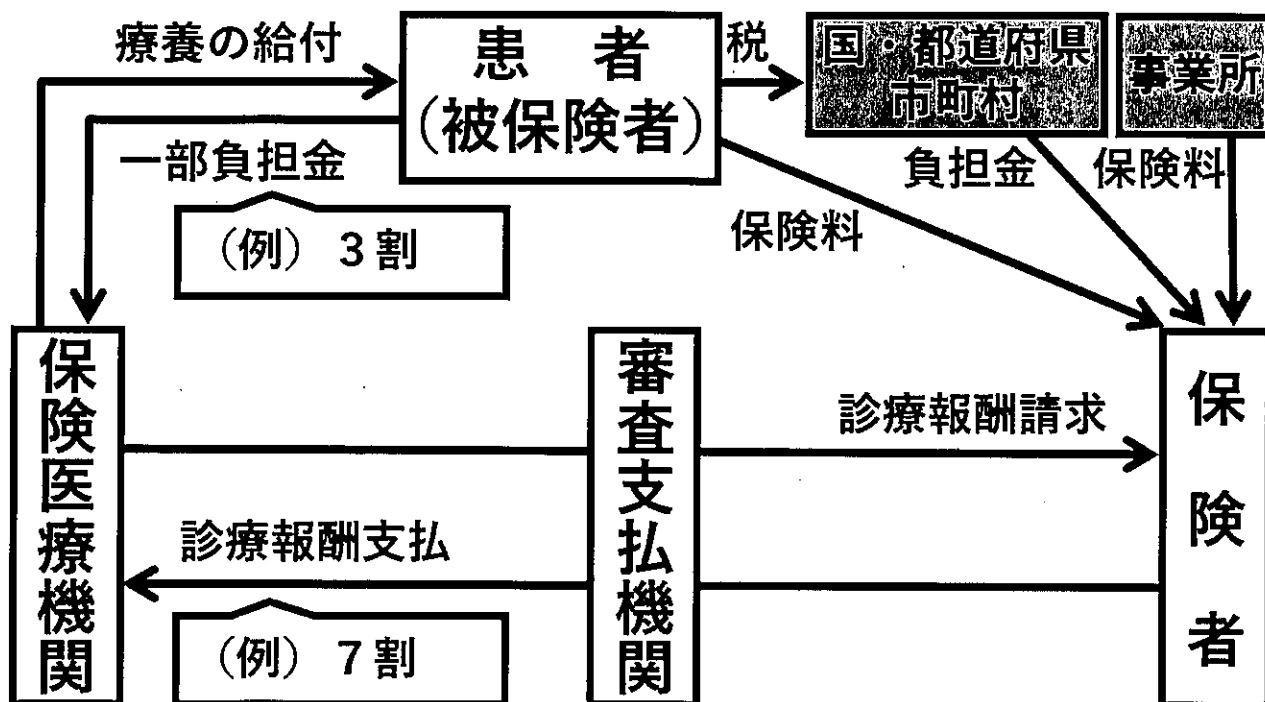 療養の給付
患者
(被保険者)
税
国・都道府県
市町村
事業所
一部負担金
(例) 3割
保険料
負担金
保険料
保険医療機関
審査支払機関
保険者
診療報酬請求
診療報酬支払
(例) 7割